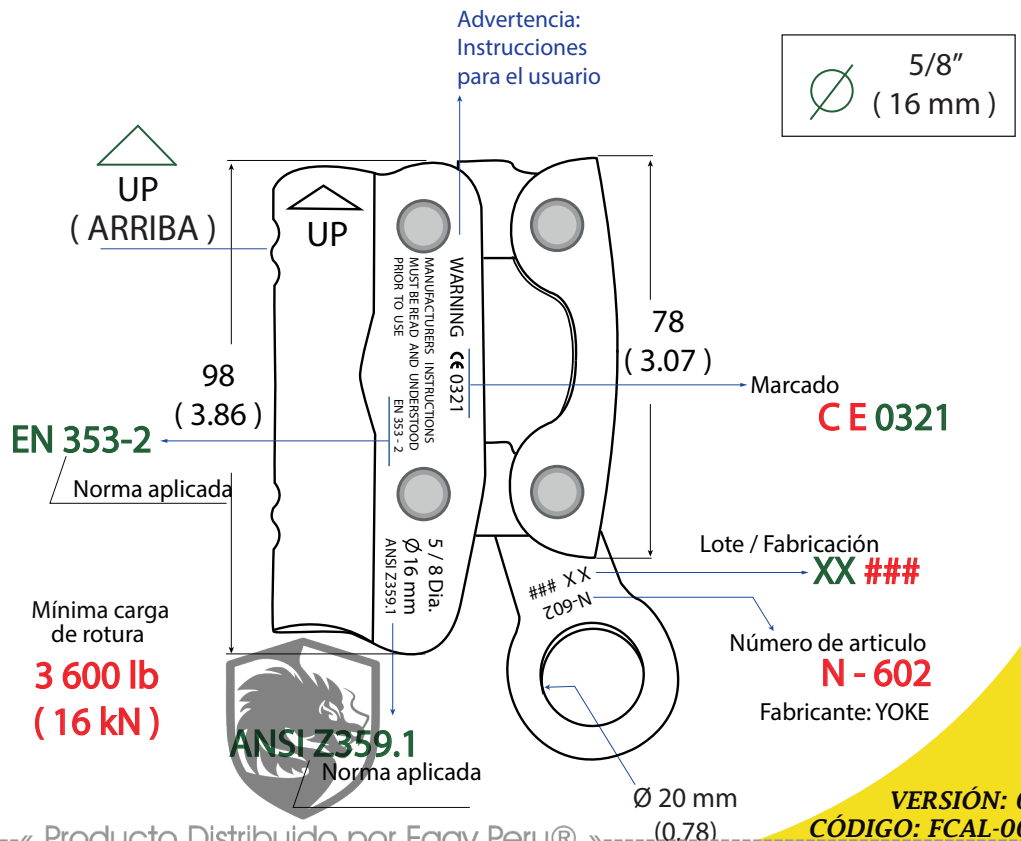 Advertencia:
Instrucciones
para el usuario
5/8”
( 16 mm )
UP
( ARRIBA )
UP
WARNING CE 0321
MANUFACTURERS INSTRUCTIONS
MUST BE READ AND UNDERSTOOD
PRIOR TO USE
EN 353 - 2
98
( 3.86 )
78
( 3.07 )
Marcado
C E 0321
EN 353-2
Norma aplicada
5 / 8 Dia.
Ø 16 mm
ANSI Z359.1
Lote / Fabricación
XX ###
X X ###
N-602
Mínima carga
de rotura
3 600 lb
( 16 kN )
Número de articulo
N - 602
Fabricante: YOKE
ANSI Z359.1
Norma aplicada
Ø 20 mm
(0.78)
VERSIÓN:
CÓDIGO: FCAL-00
--« Producto Distribuido por Eggy Peru® »--